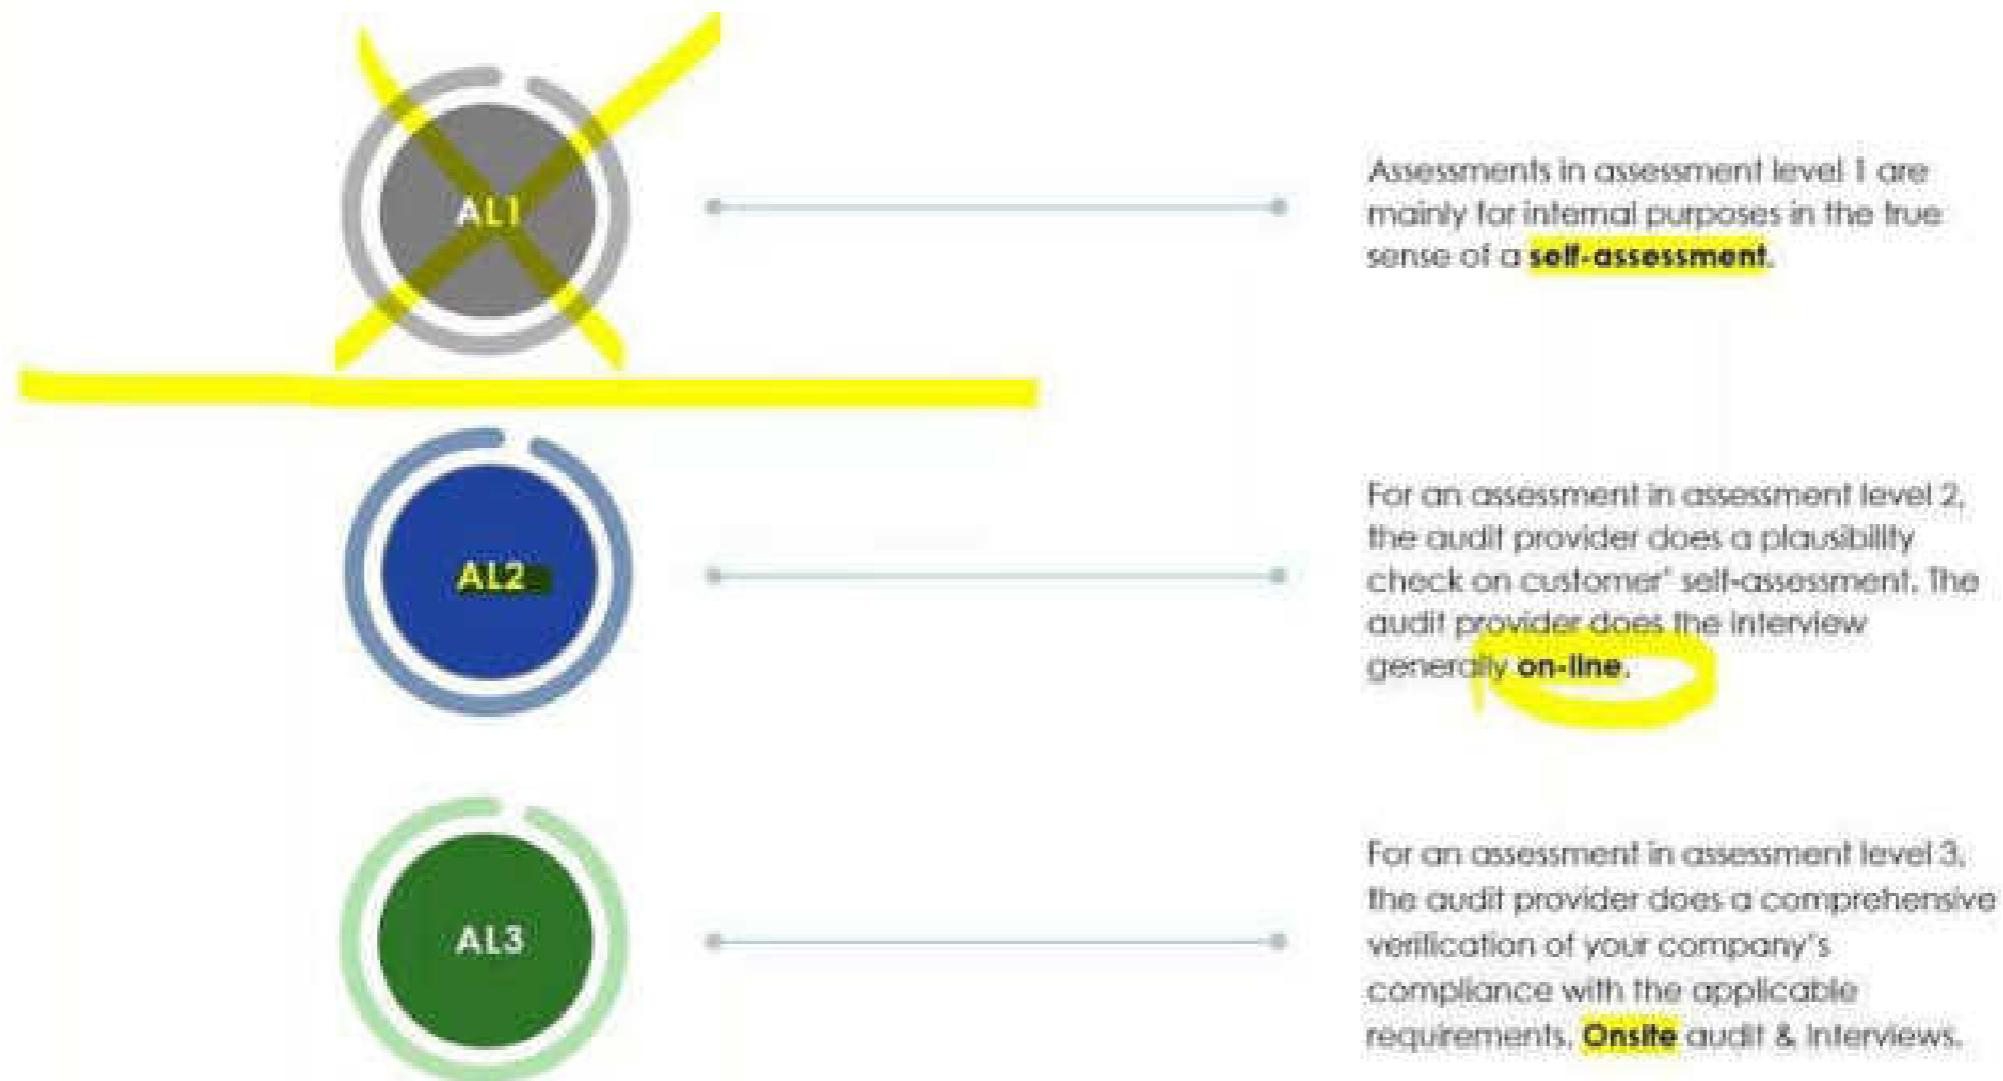 AL1
Assessments in assessment level 1 are
mainly for internal purposes in the true
sense of a self-assessment.
AL2
For an assessment in assessment level 2,
the audit provider does a plausibility
check on customer' self-assessment. The
audit provider does the interview
generally on-line.
AL3
For an assessment in assessment level 3,
the audit provider does a comprehensive
verification of your company's
compliance with the applicable
requirements. Onsite audit & interviews.